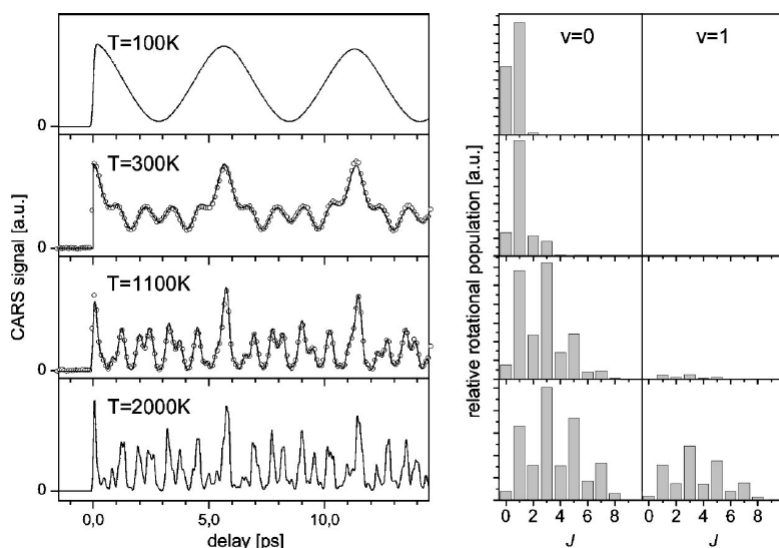 T=100K
0
T=300K
0
T=1100K
0
T=2000K
0
0,0 5,0 10,0
delay [ps]
CARS signal [a.u.]
v=0 v=1
relative rotational population [a.u.]
0 2 4 6 8 0 2 4 6 8
J J